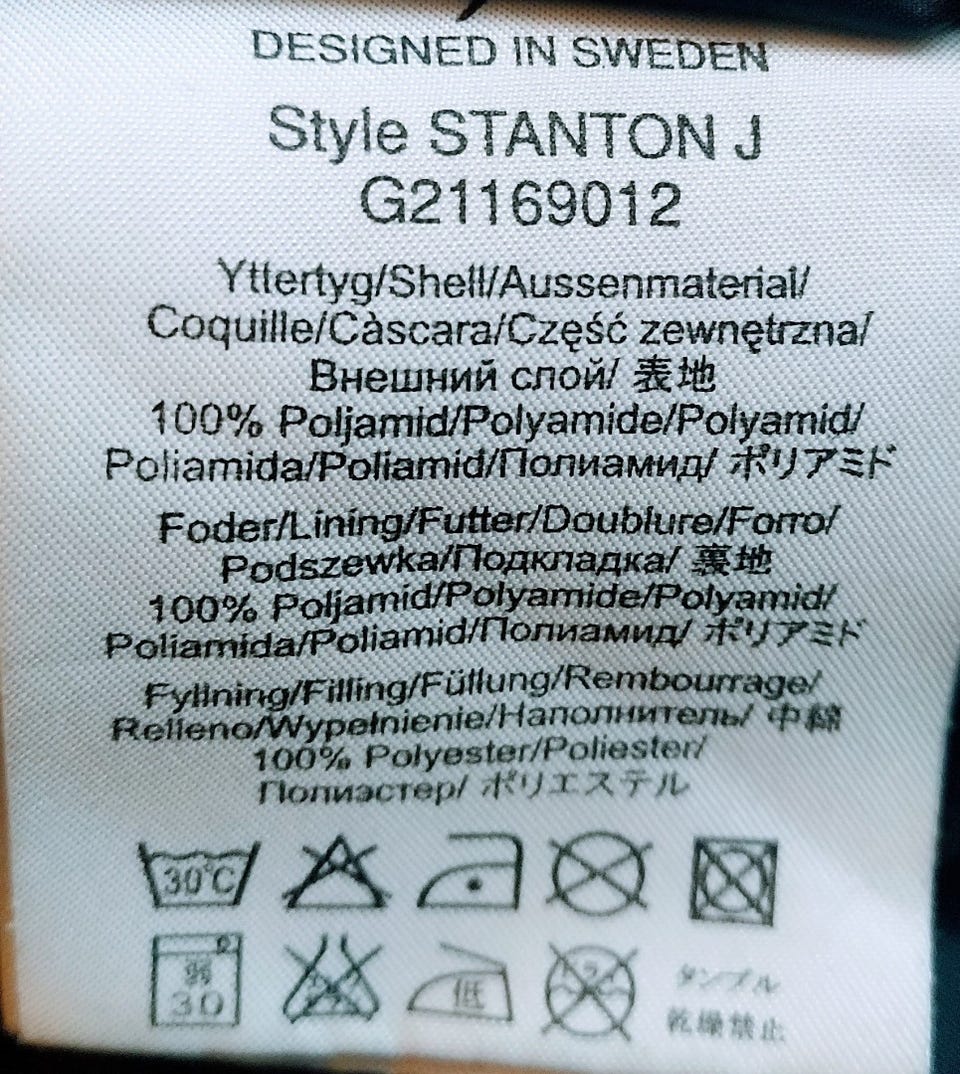 DESIGNED IN SWEDEN
Style STANTON J
G21169012
Yttertyg/Shell/Aussenmaterial/
Coquille/Càscara/Część zewnętrzna/
Внешний слой/ 表地
100% Poljamid/Polyamide/Polyamid/
Poliamida/Poliamid/Полиамид/ ポリアミド
Foder/Lining/Futter/Doublure/Forro/
Podszewka/Подкладка/ 裏地
100% Poljamid/Polyamide/Polyamid/
Poliamida/Poliamid/Полиамид/ ポリアミド
Fyllning/Filling/Füllung/Rembourrage/
Relleno/Wypełnienie/Наполнитель/ 中綿
100% Polyester/Poliester/
Полиэстер/ ポリエステル
30°C
弱
30
低
タンブル
乾燥禁止